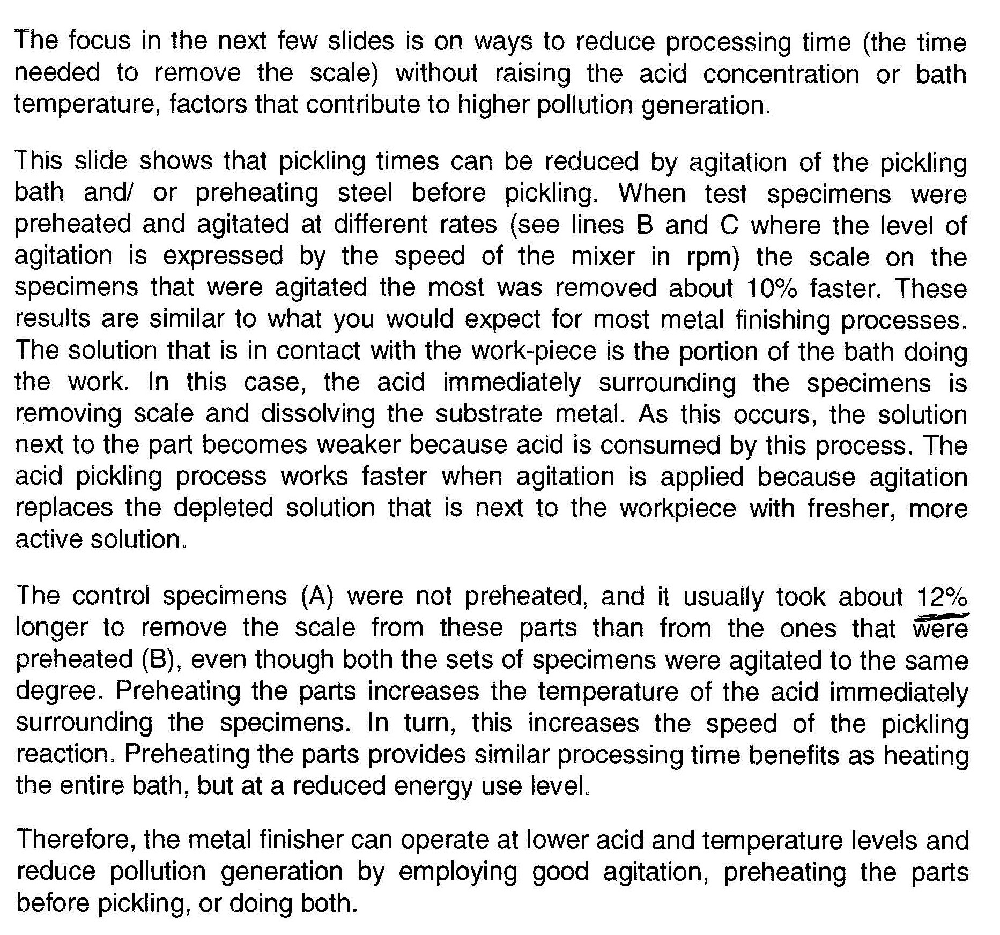 The focus in the next few slides is on ways to reduce processing time (the time
needed to remove the scale) without raising the acid concentration or bath
temperature, factors that contribute to higher pollution generation.
This slide shows that pickling times can be reduced by agitation of the pickling
bath and/ or preheating steel before pickling. When test specimens were
preheated and agitated at different rates (see lines B and C where the level of
agitation is expressed by the speed of the mixer in rpm) the scale on the
specimens that were agitated the most was removed about 10% faster. These
results are similar to what you would expect for most metal finishing processes.
The solution that is in contact with the work-piece is the portion of the bath doing
the work. In this case, the acid immediately surrounding the specimens is
removing scale and dissolving the substrate metal. As this occurs, the solution
next to the part becomes weaker because acid is consumed by this process. The
acid pickling process works faster when agitation is applied because agitation
replaces the depleted solution that is next to the workpiece with fresher, more
active solution.
The control specimens (A) were not preheated, and it usually took about 12%
longer to remove the scale from these parts than from the ones that were
preheated (B), even though both the sets of specimens were agitated to the same
degree. Preheating the parts increases the temperature of the acid immediately
surrounding the specimens. In turn, this increases the speed of the pickling
reaction. Preheating the parts provides similar processing time benefits as heating
the entire bath, but at a reduced energy use level.
Therefore, the metal finisher can operate at lower acid and temperature levels and
reduce pollution generation by employing good agitation, preheating the parts
before pickling, or doing both.